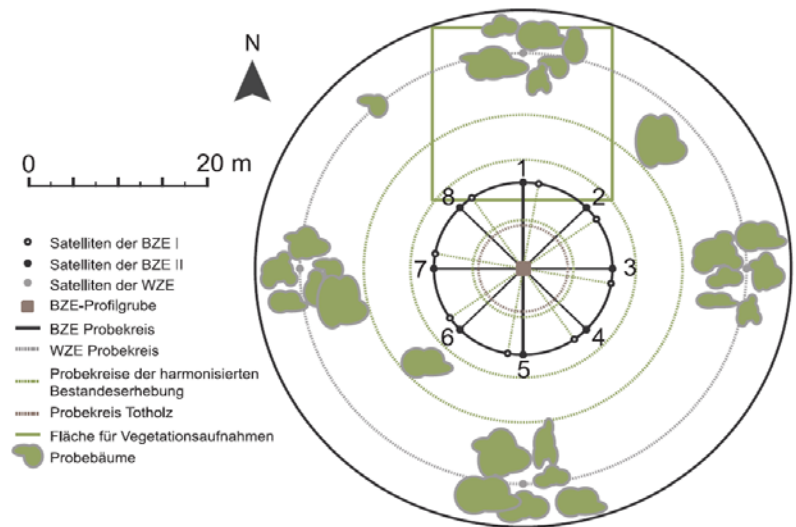 N
0 20 m
Satelliten der BZE I
Satelliten der BZE II
Satelliten der WZE
BZE-Profilgrube
BZE Probekreis
WZE Probekreis
Probekreise der harmonisierten
Bestandeserhebung
Probekreis Totholz
Fläche für Vegetationsaufnahmen
Probebäume
1
2
3
4
5
6
7
8